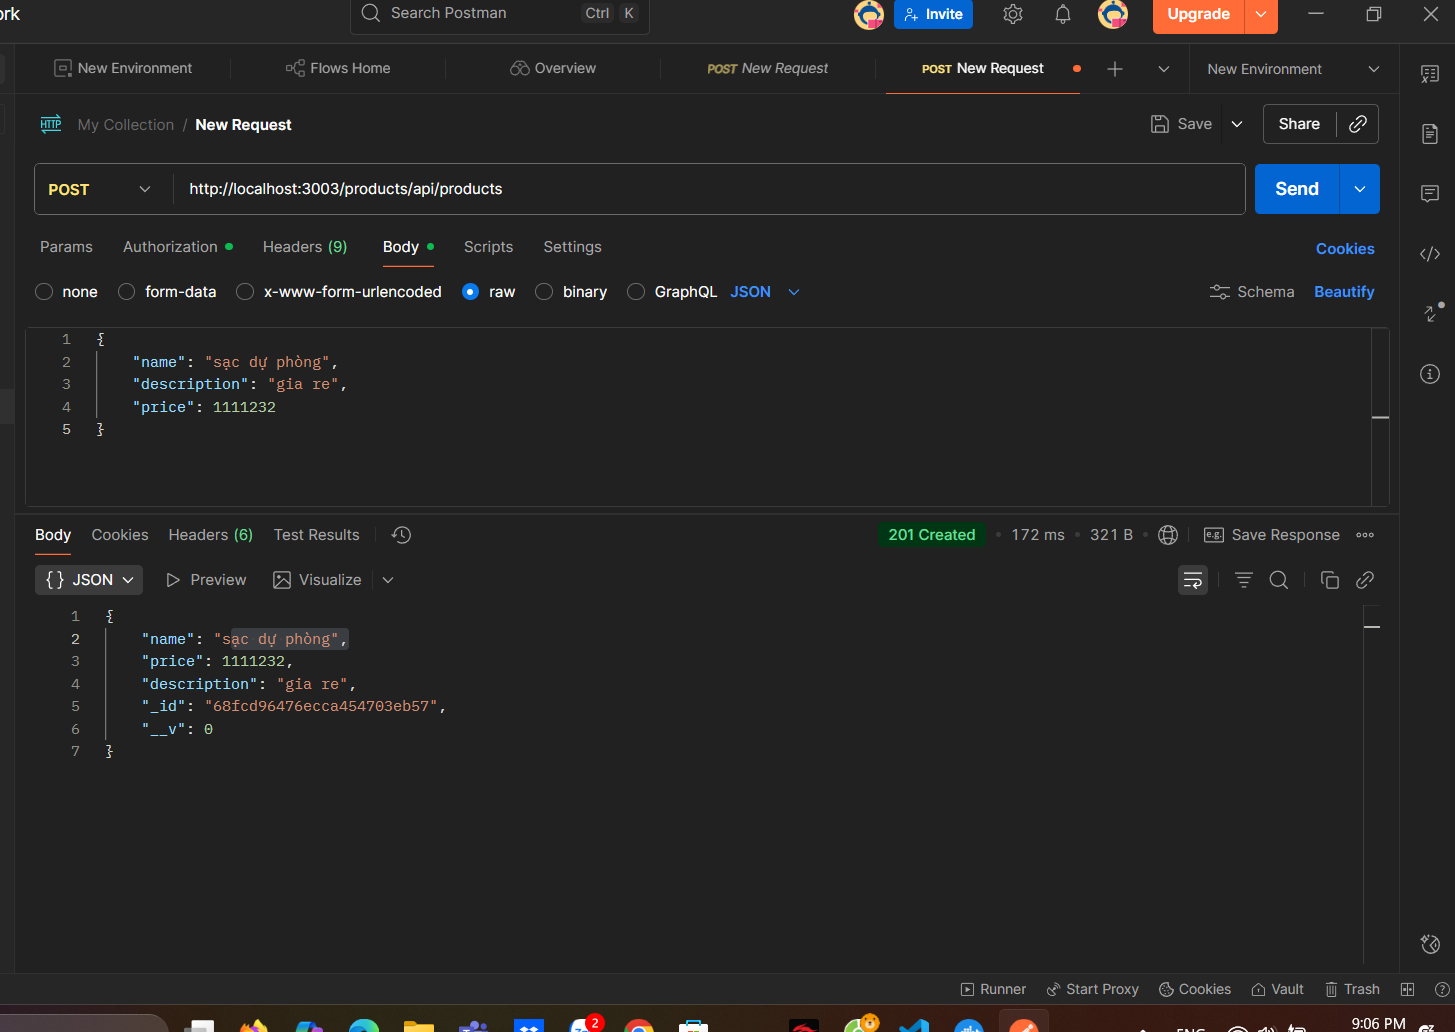 ork
Search Postman Ctrl K Invite Upgrade
New Environment Flows Home Overview POST New Request POST New Request New Environment
HTTP My Collection / New Request Save Share
POST http://localhost:3003/products/api/products Send
Params Authorization Headers (9) Body Scripts Settings Cookies
none form-data x-www-form-urlencoded raw binary GraphQL JSON Schema Beautify
1 {
2 "name": "sạc dự phòng",
3 "description": "gia re",
4 "price": 1111232
5 }
Body Cookies Headers (6) Test Results 201 Created • 172 ms • 321 B • e.g. Save Response
{} JSON Preview Visualize
1 {
2 "name": "sạc dự phòng",
3 "price": 1111232,
4 "description": "gia re",
5 "_id": "68fcd96476ecca454703eb57",
6 "__v": 0
7 }
Runner Start Proxy Cookies Vault Trash
2
ENG 9:06 PM